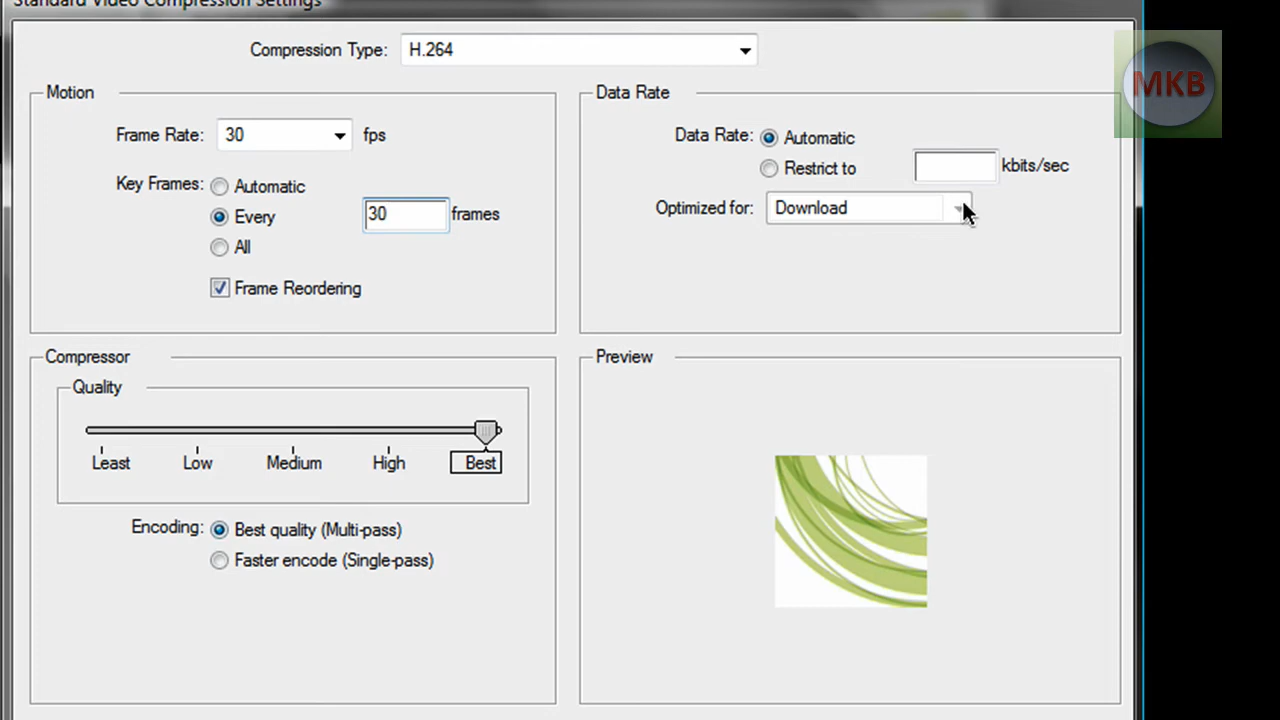 Standard Video Compression Settings
MKB
Compression Type: H.264
Motion
Frame Rate: 30 fps
Key Frames: Automatic
Every 30 frames
All
Frame Reordering
Data Rate
Data Rate: Automatic
Restrict to kbits/sec
Optimized for: Download
Compressor
Quality
Least Low Medium High Best
Encoding: Best quality (Multi-pass)
Faster encode (Single-pass)
Preview